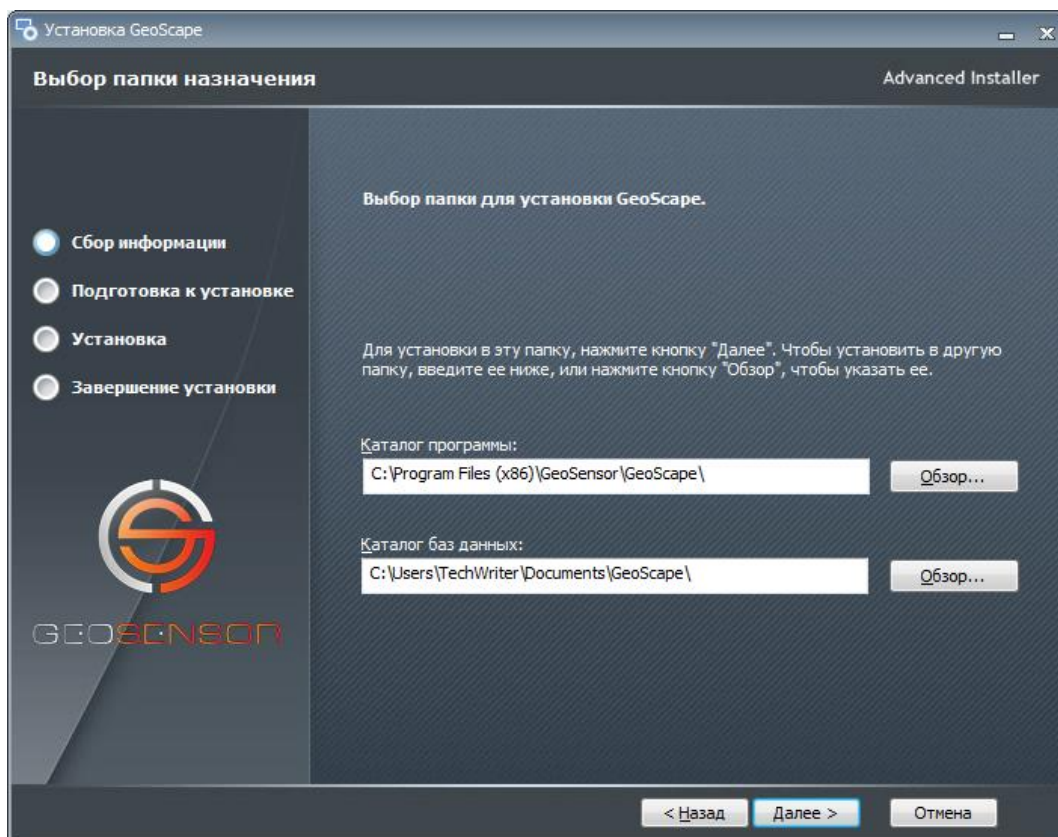 Установка GeoScape
Выбор папки назначения
Advanced Installer
Сбор информации
Подготовка к установке
Установка
Завершение установки
GEOSENSOR
Выбор папки для установки GeoScape.
Для установки в эту папку, нажмите кнопку "Далее". Чтобы установить в другую
папку, введите ее ниже, или нажмите кнопку "Обзор", чтобы указать ее.
Каталог программы:
C:\Program Files (x86)\GeoSensor\GeoScape\
Обзор...
Каталог баз данных:
C:\Users\TechWriter\Documents\GeoScape\
Обзор...
< Назад
Далее >
Отмена